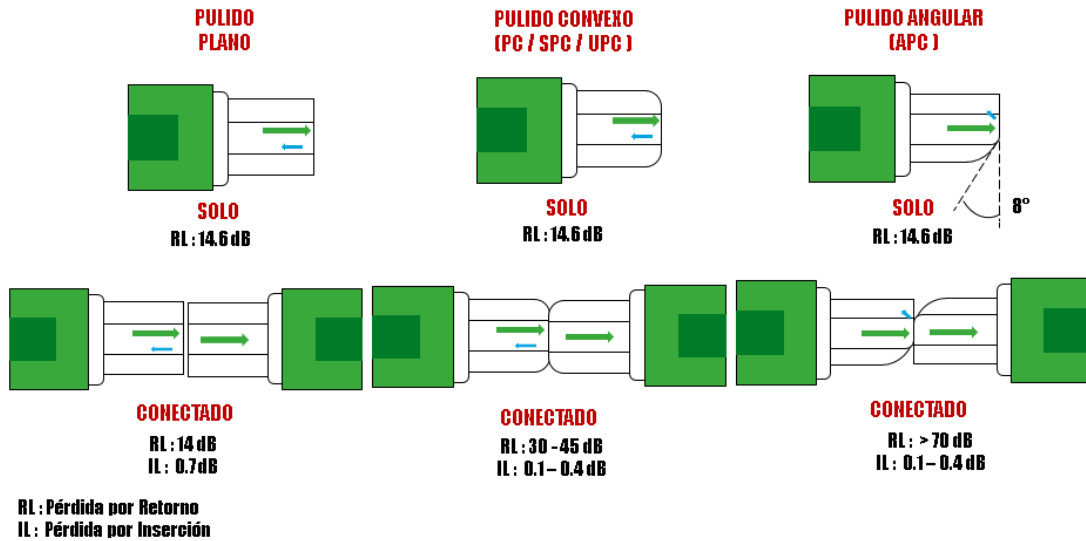 PULIDO
PLANO
PULIDO CONVEXO
(PC / SPC / UPC )
PULIDO ANGULAR
(APC )
SOLO
RL : 14.6 dB
SOLO
RL : 14.6 dB
SOLO
RL : 14.6 dB
8°
CONECTADO
RL : 14 dB
IL : 0.7dB
CONECTADO
RL : 30 - 45 dB
IL : 0.1 – 0.4 dB
CONECTADO
RL : > 70 dB
IL : 0.1 – 0.4 dB
RL : Pérdida por Retorno
IL : Pérdida por Inserción